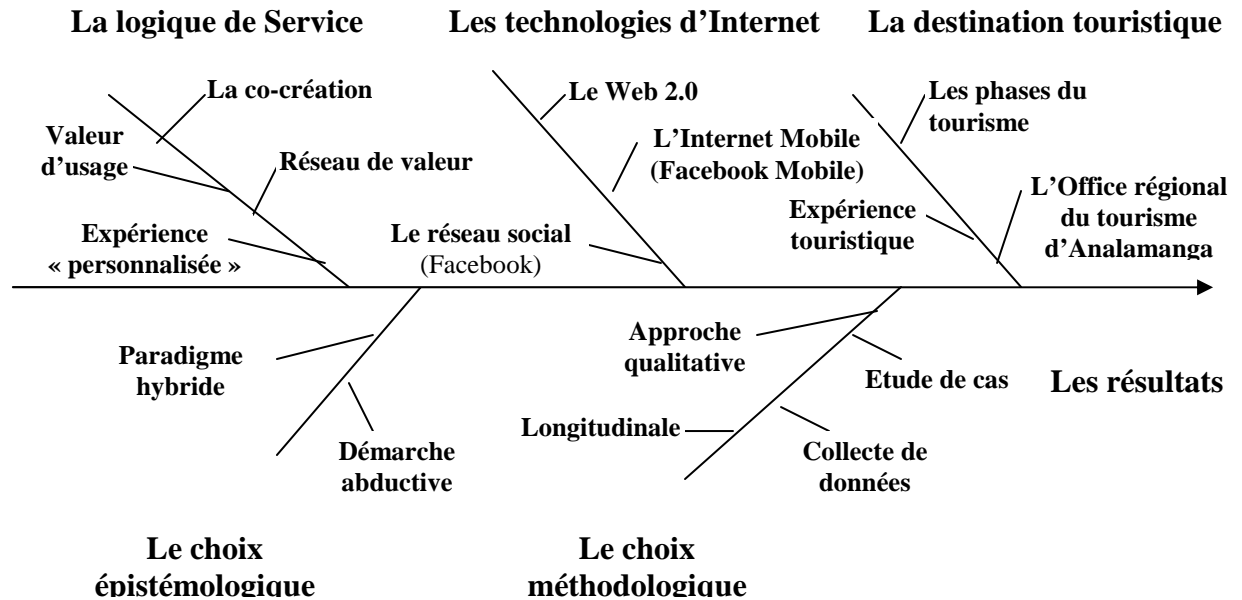 La logique de Service
Les technologies d’Internet
La destination touristique
La co-création
Valeur
d’usage
Réseau de valeur
Expérience
« personnalisée »
Le Web 2.0
L’Internet Mobile
(Facebook Mobile)
Le réseau social
(Facebook)
Les phases du
tourisme
Expérience
touristique
L’Office régional
du tourisme
d’Analamanga
Paradigme
hybride
Démarche
abductive
Approche
qualitative
Etude de cas
Longitudinale
Collecte de
données
Les résultats
Le choix
épistémologique
Le choix
méthodologique